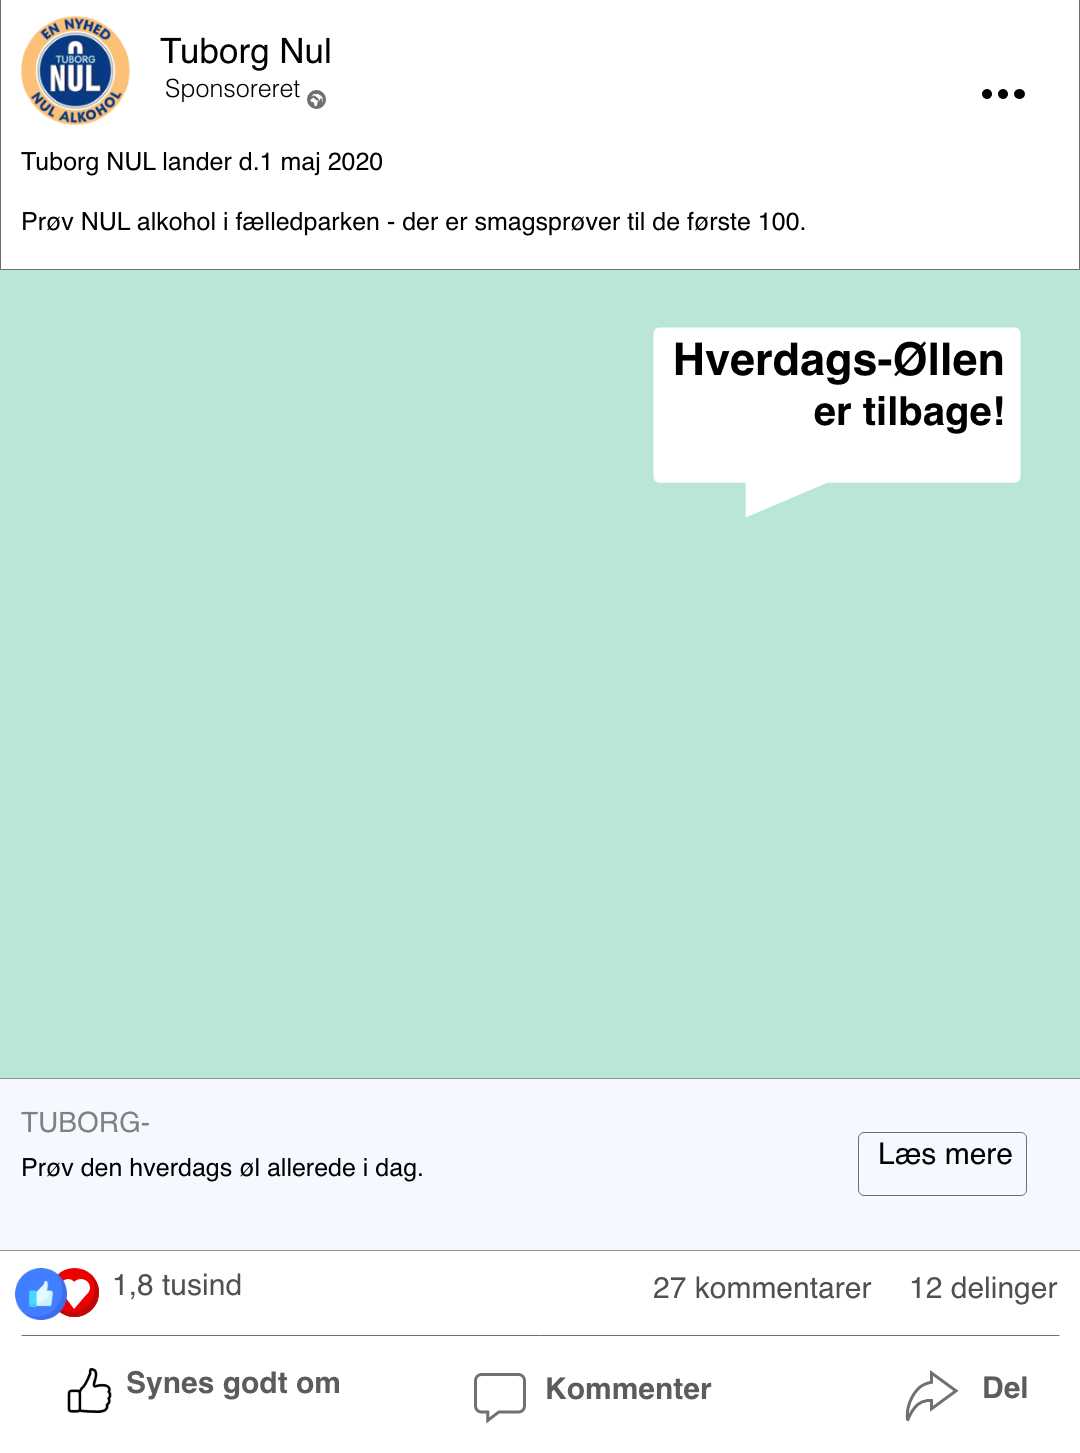 EN NYHED
TUBORG
NUL
NUL ALKOHOL
Tuborg Nul
Sponsoreret
Tuborg NUL lander d.1 maj 2020
Prøv NUL alkohol i fælledparken - der er smagsprøver til de første 100.
Hverdags-Øllen
er tilbage!
TUBORG-
Prøv den hverdags øl allerede i dag.
Læs mere
1,8 tusind
27 kommentarer
12 delinger
Synes godt om
Kommenter
Del